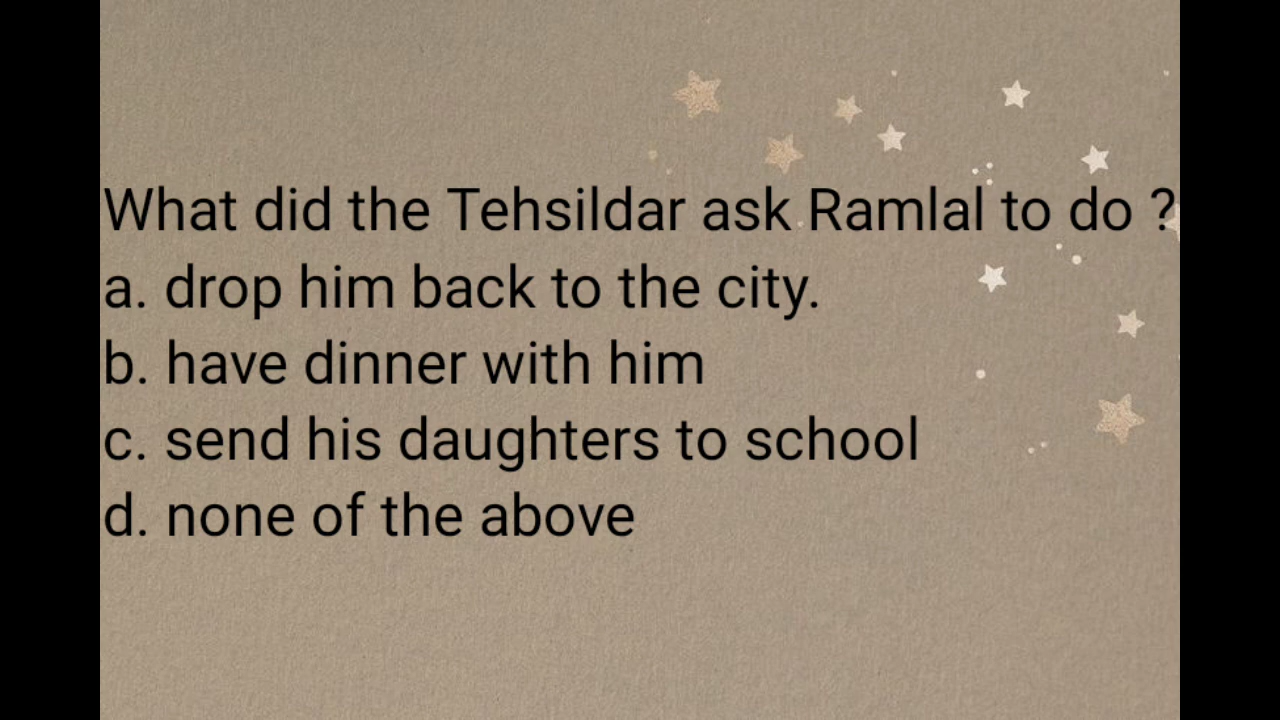 What did the Tehsildar ask Ramlal to do ?
a. drop him back to the city.
b. have dinner with him
c. send his daughters to school
d. none of the above